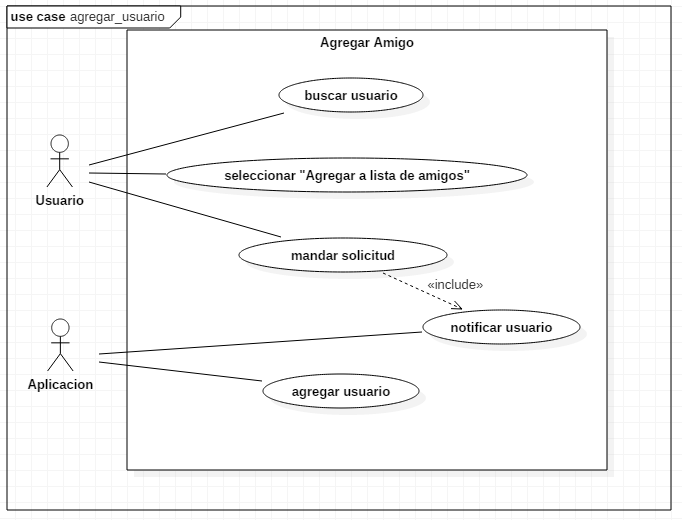 use case agregar_usuario
Agregar Amigo
buscar usuario
seleccionar "Agregar a lista de amigos"
Usuario
mandar solicitud
«include»
notificar usuario
Aplicacion
agregar usuario